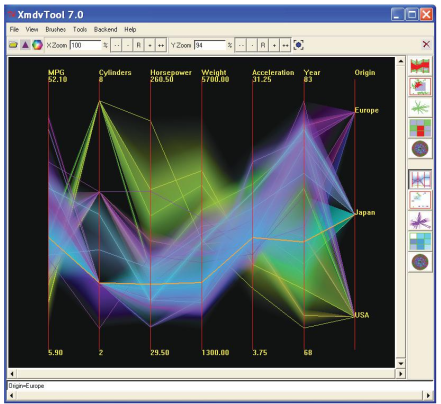 XmdvTool 7.0
File View Brushes Tools Backend Help
X Zoom 100 % -- - R + ++ Y Zoom 94 % -- - R + ++
MPG Cylinders Horsepower Weight Acceleration Year Origin
52.10 8 260.50 5700.00 31.25 83
Europe
Japan
USA
5.90 2 29.50 1300.00 3.75 68
Origin=Europe